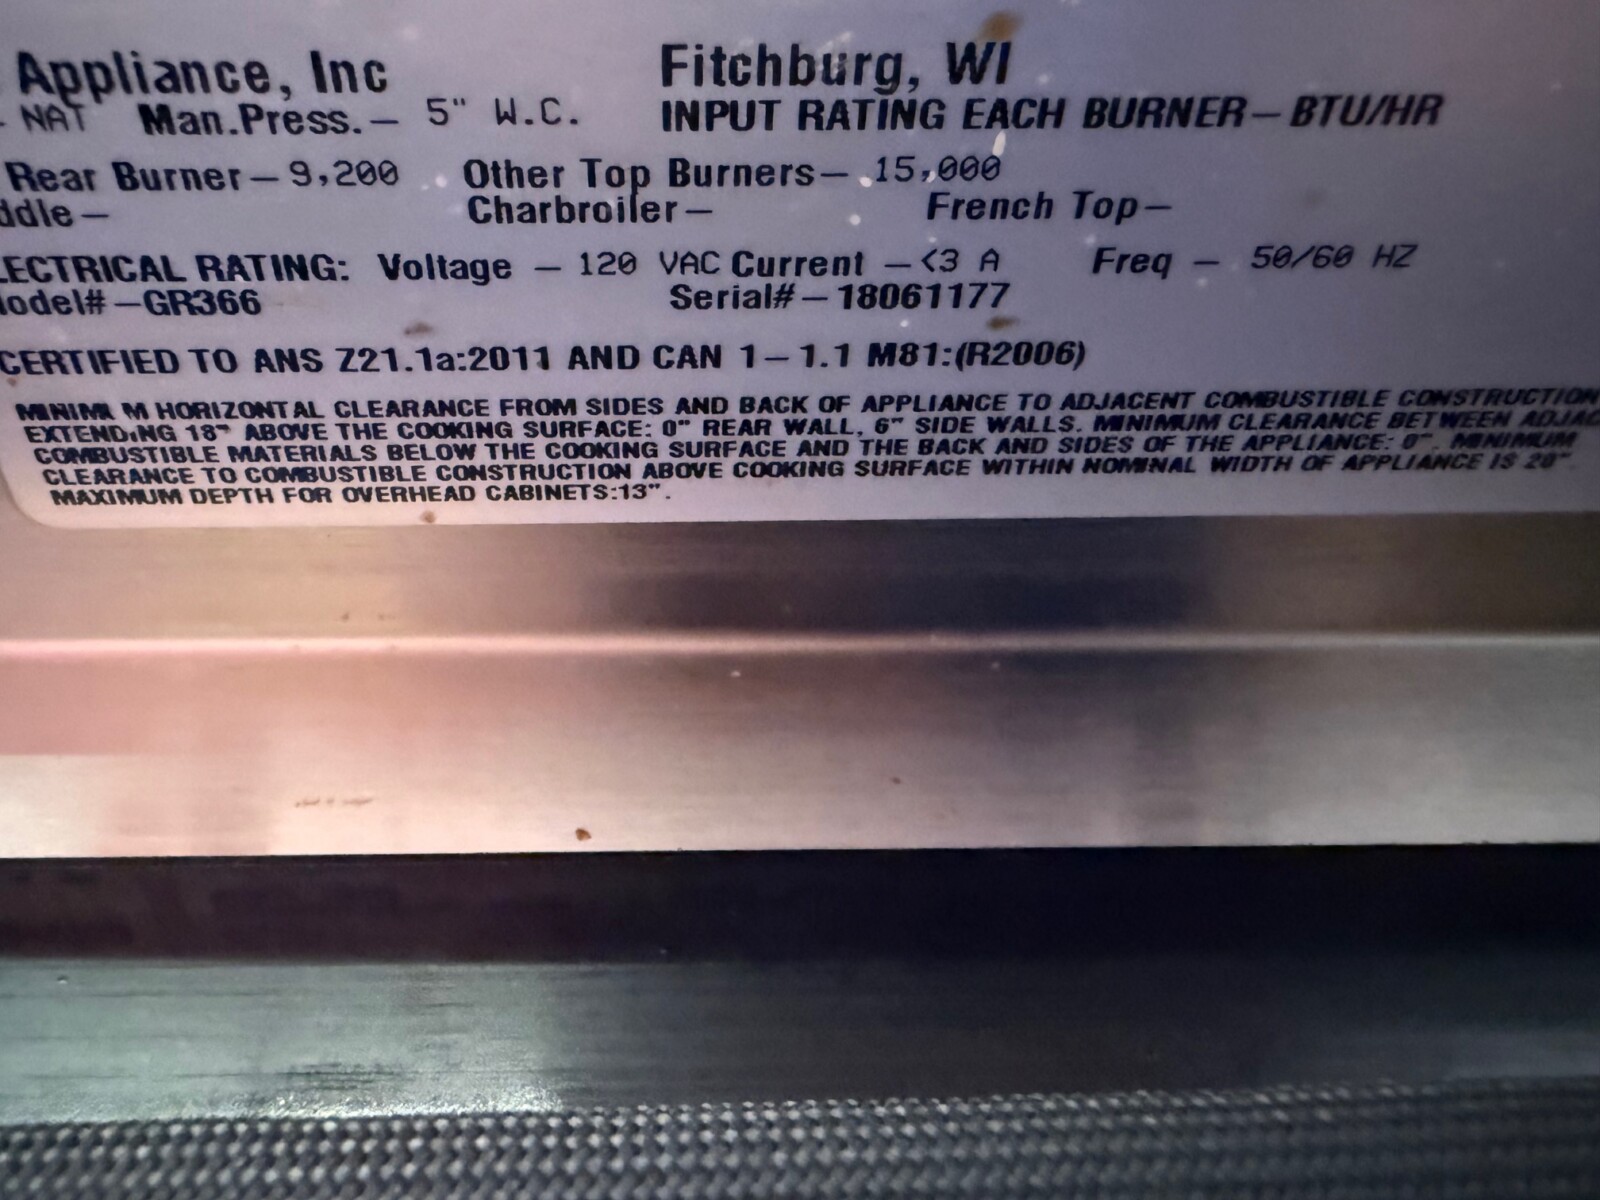 Appliance, Inc Fitchburg, WI
- NAT Man.Press.— 5" W.C. INPUT RATING EACH BURNER—BTU/HR
Rear Burner—9,200 Other Top Burners— 15,000
ddle— Charbroiler— French Top—
LECTRICAL RATING: Voltage — 120 VAC Current —<3 A Freq — 50/60 HZ
odel#—GR366 Serial#—18061177
CERTIFIED TO ANS Z21.1a:2011 AND CAN 1—1.1 M81:(R2006)
MINIMUM HORIZONTAL CLEARANCE FROM SIDES AND BACK OF APPLIANCE TO ADJACENT COMBUSTIBLE CONSTRUCTION
EXTENDING 18" ABOVE THE COOKING SURFACE: 0" REAR WALL, 6" SIDE WALLS. MINIMUM CLEARANCE BETWEEN ADJAC
COMBUSTIBLE MATERIALS BELOW THE COOKING SURFACE AND THE BACK AND SIDES OF THE APPLIANCE: 0". MINIMUM
CLEARANCE TO COMBUSTIBLE CONSTRUCTION ABOVE COOKING SURFACE WITHIN NOMINAL WIDTH OF APPLIANCE IS 20".
MAXIMUM DEPTH FOR OVERHEAD CABINETS:13".